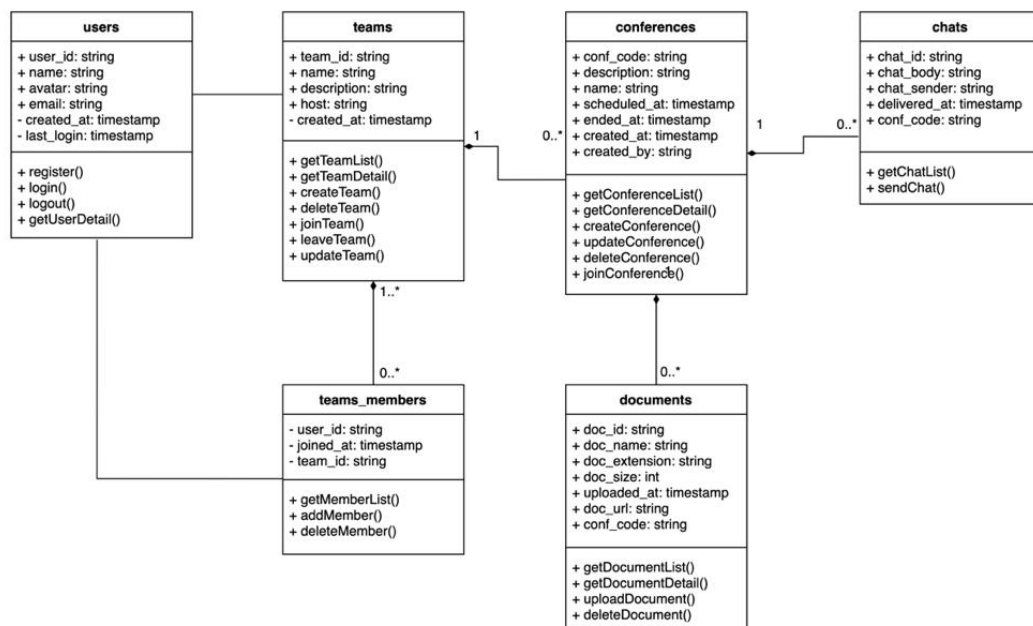 users
+ user_id: string
+ name: string
+ avatar: string
+ email: string
- created_at: timestamp
- last_login: timestamp
+ register()
+ login()
+ logout()
+ getUserDetail()
teams
+ team_id: string
+ name: string
+ description: string
+ host: string
- created_at: timestamp
+ getTeamList()
+ getTeamDetail()
+ createTeam()
+ deleteTeam()
+ joinTeam()
+ leaveTeam()
+ updateTeam()
1
0..*
conferences
+ conf_code: string
+ description: string
+ name: string
+ scheduled_at: timestamp
+ ended_at: timestamp
+ created_at: timestamp
+ created_by: string
+ getConferenceList()
+ getConferenceDetail()
+ createConference()
+ updateConference()
+ deleteConference()
+ joinConference()
1
0..*
chats
+ chat_id: string
+ chat_body: string
+ chat_sender: string
+ delivered_at: timestamp
+ conf_code: string
+ getChatList()
+ sendChat()
1..*
0..*
teams_members
- user_id: string
- joined_at: timestamp
- team_id: string
+ getMemberList()
+ addMember()
+ deleteMember()
1
0..*
documents
+ doc_id: string
+ doc_name: string
+ doc_extension: string
+ doc_size: int
+ uploaded_at: timestamp
+ doc_url: string
+ conf_code: string
+ getDocumentList()
+ getDocumentDetail()
+ uploadDocument()
+ deleteDocument()